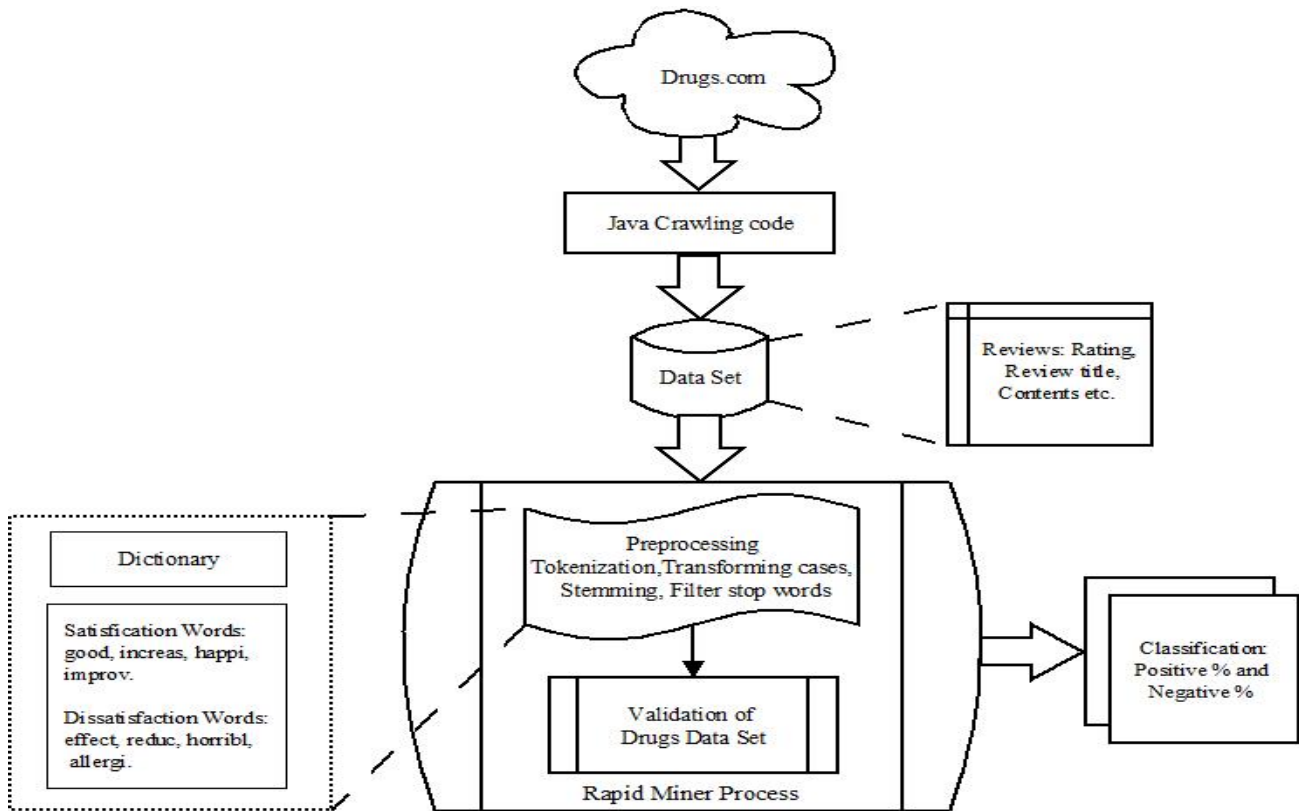 Drugs.com
Java Crawling code
Data Set
Reviews: Rating,
Review title,
Contents etc.
Dictionary
Satisfication Words:
good, increas, happi,
improv.
Dissatisfaction Words:
effect, reduc, horribl,
allergi.
Preprocessing
Tokenization,Transforming cases,
Stemming, Filter stop words
Validation of
Drugs Data Set
Rapid Miner Process
Classification:
Positive % and
Negative %